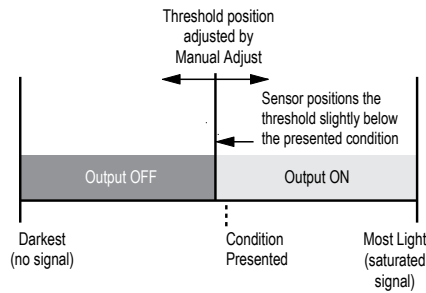 Threshold position
adjusted by
Manual Adjust
Sensor positions the
threshold slightly below
the presented condition
Output OFF
Output ON
Darkest
(no signal)
Condition
Presented
Most Light
(saturated
signal)